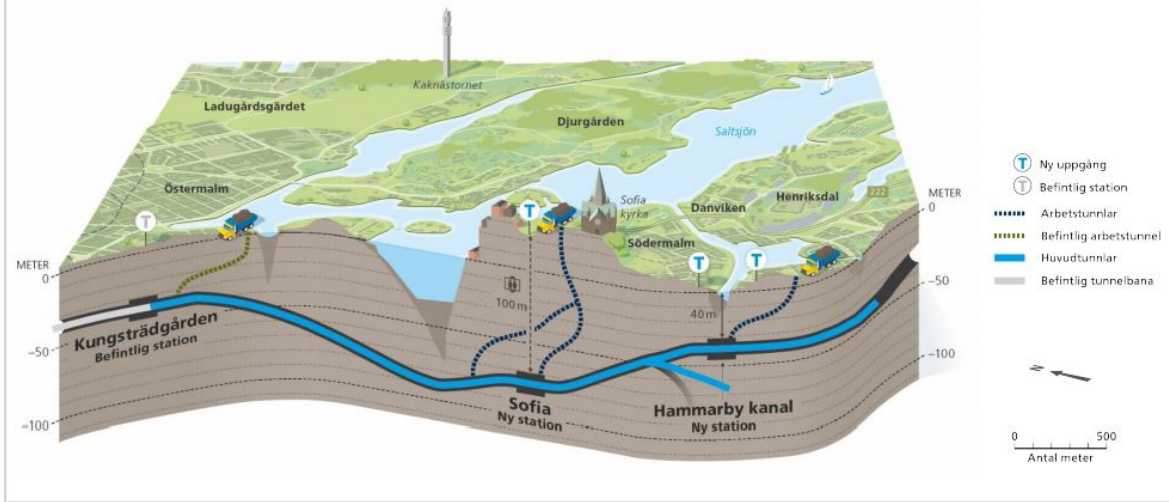 Kaknästornet
Ladugårdsgärdet
Djurgården
Saltsjön
Östermalm
Sofia
kyrka
Danviken
Henriksdal
222
Södermalm
T
T
T
T
METER
0
-50
-100
METER
0
-50
-100
100 m
40 m
Kungsträdgården
Befintlig station
Sofia
Ny station
Hammarby kanal
Ny station
T Ny uppgång
T Befintlig station
Arbetstunnlar
Befintlig arbetstunnel
Huvudtunnlar
Befintlig tunnelbana
N
0 500
Antal meter